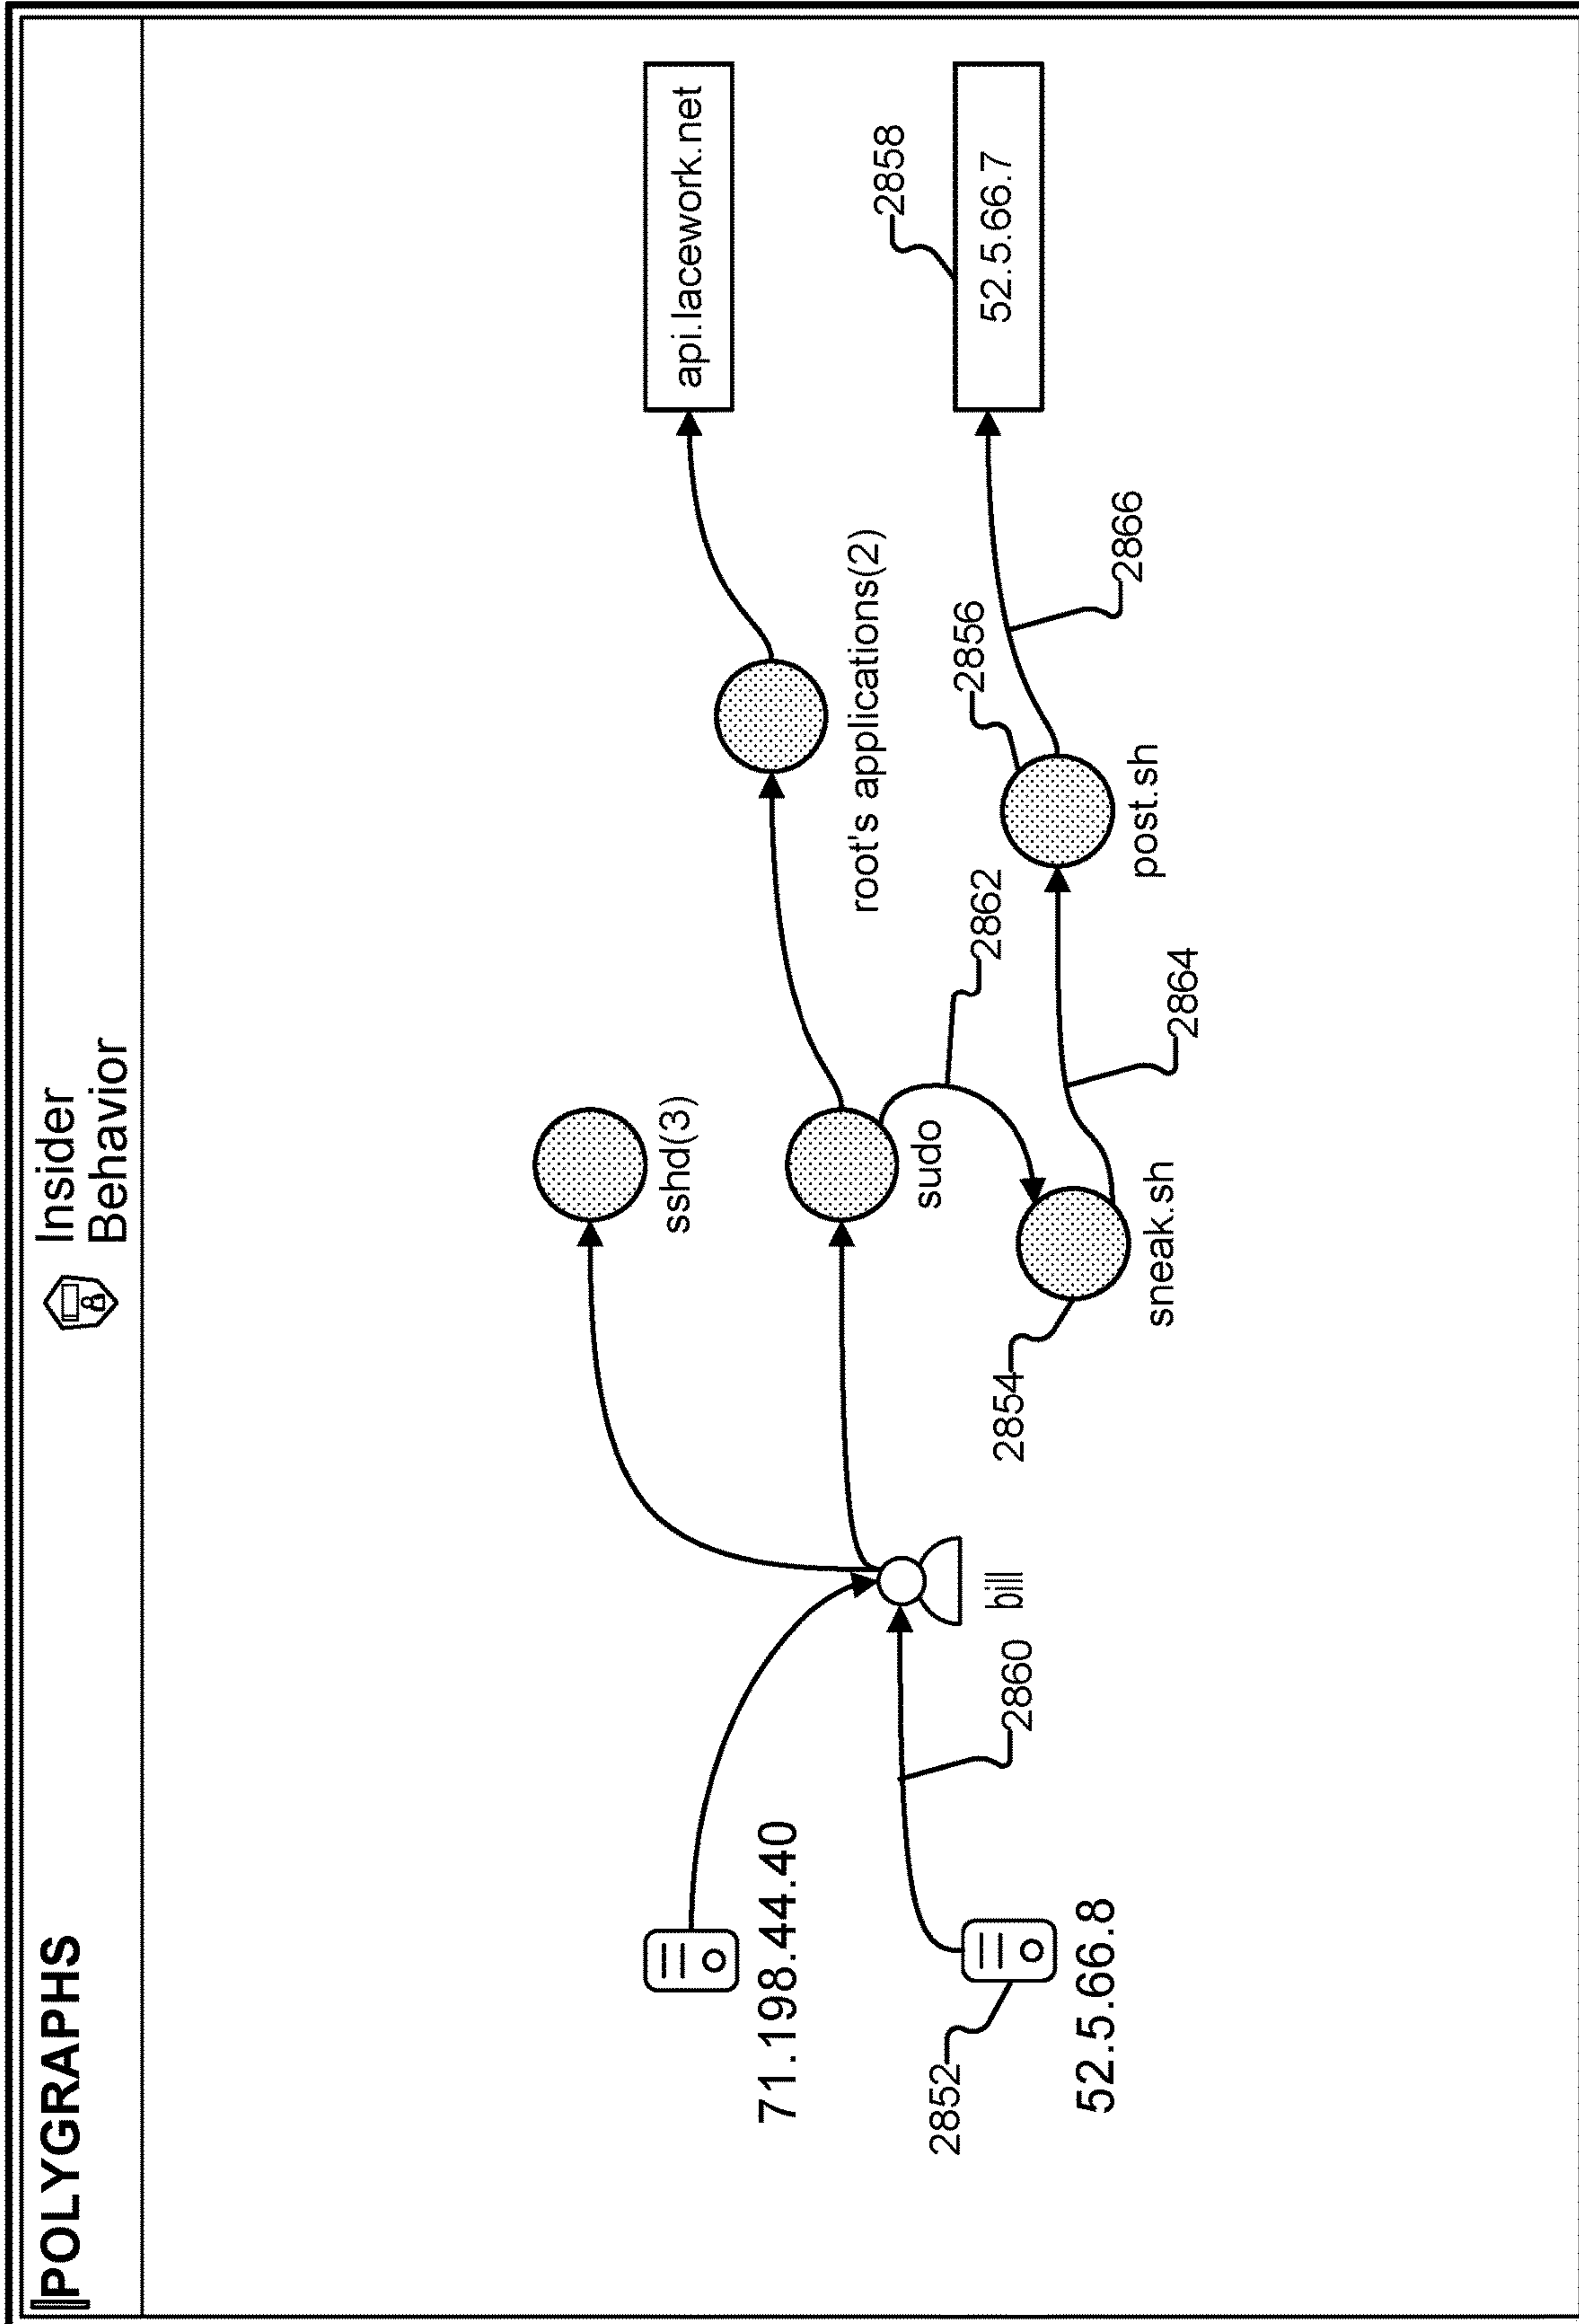 POLYGRAPHS
Insider
Behavior
71.198.44.40
2852
52.5.66.8
2860
bill
sshd(3)
sudo
2854
sneak.sh
2862
2864
root's applications(2)
2856
post.sh
2866
api.lacework.net
2858
52.5.66.7